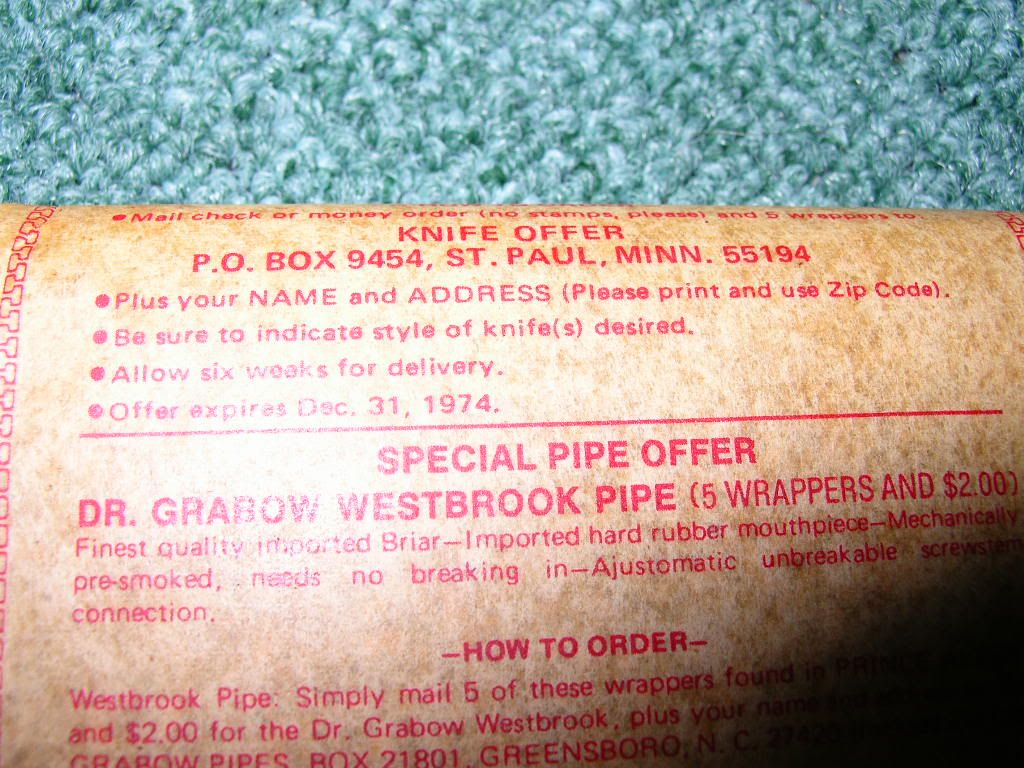 •Mail check or money order (no stamps, please) and 5 wrappers to:
KNIFE OFFER
P.O. BOX 9454, ST. PAUL, MINN. 55194
•Plus your NAME and ADDRESS (Please print and use Zip Code).
•Be sure to indicate style of knife(s) desired.
•Allow six weeks for delivery.
•Offer expires Dec. 31, 1974.
SPECIAL PIPE OFFER
DR. GRABOW WESTBROOK PIPE (5 WRAPPERS AND $2.00)
Finest quality imported Briar—Imported hard rubber mouthpiece—Mechanically
pre-smoked, needs no breaking in—Ajustomatic unbreakable screwstem
connection.
—HOW TO ORDER—
Westbrook Pipe: Simply mail 5 of these wrappers found in PRINCE
and $2.00 for the Dr. Grabow Westbrook, plus your name and
GRABOW PIPES, BOX 21801, GREENSBORO, N. C. 27420